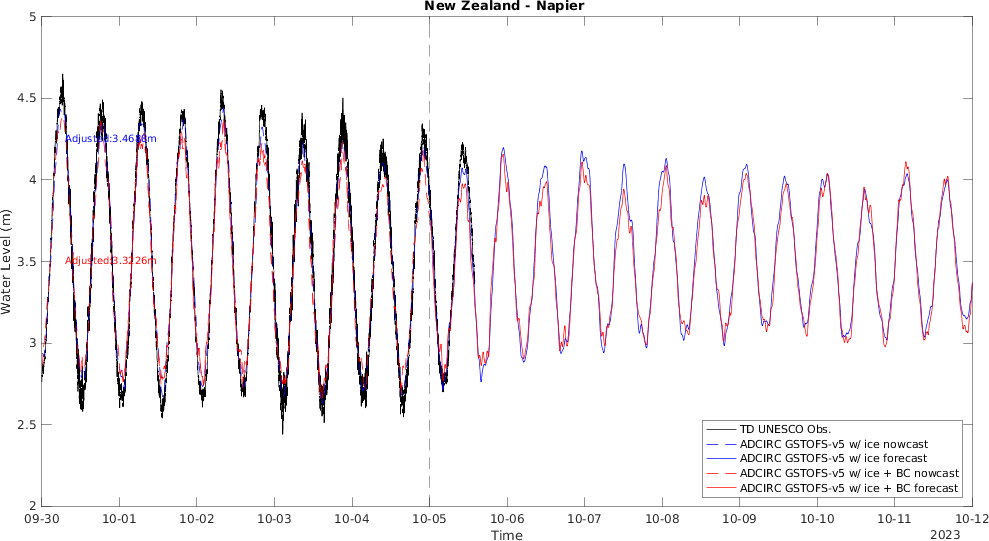 New Zealand - Napier
Water Level (m)
5
4.5
4
3.5
3
2.5
2
Adjusted:3.3226m
09-30 10-01 10-02 10-03 10-04 10-05 10-06 10-07 10-08 10-09 10-10 10-11 10-12
Time
2023
TD UNESCO Obs.
ADCIRC GSTOFS-v5 w/ ice nowcast
ADCIRC GSTOFS-v5 w/ ice forecast
ADCIRC GSTOFS-v5 w/ ice + BC nowcast
ADCIRC GSTOFS-v5 w/ ice + BC forecast